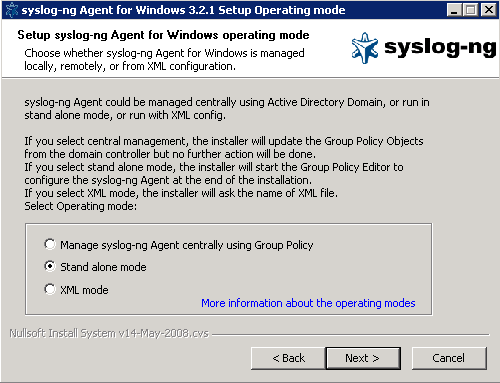 syslog-ng Agent for Windows 3.2.1 Setup Operating mode
Setup syslog-ng Agent for Windows operating mode
Choose whether syslog-ng Agent for Windows is managed
locally, remotely, or from XML configuration.
syslog-ng
syslog-ng Agent could be managed centrally using Active Directory Domain, or run in
stand alone mode, or run with XML config.
If you select central management, the installer will update the Group Policy Objects
from the domain controller but no further action will be done.
If you select stand alone mode, the installer will start the Group Policy Editor to
configure the syslog-ng Agent at the end of the installation.
If you select XML mode, the installer will ask the name of XML file.
Select Operating mode:
Manage syslog-ng Agent centrally using Group Policy
Stand alone mode
XML mode
More information about the operating modes
Nullsoft Install System v14-May-2008.cvs
< Back
Next >
Cancel